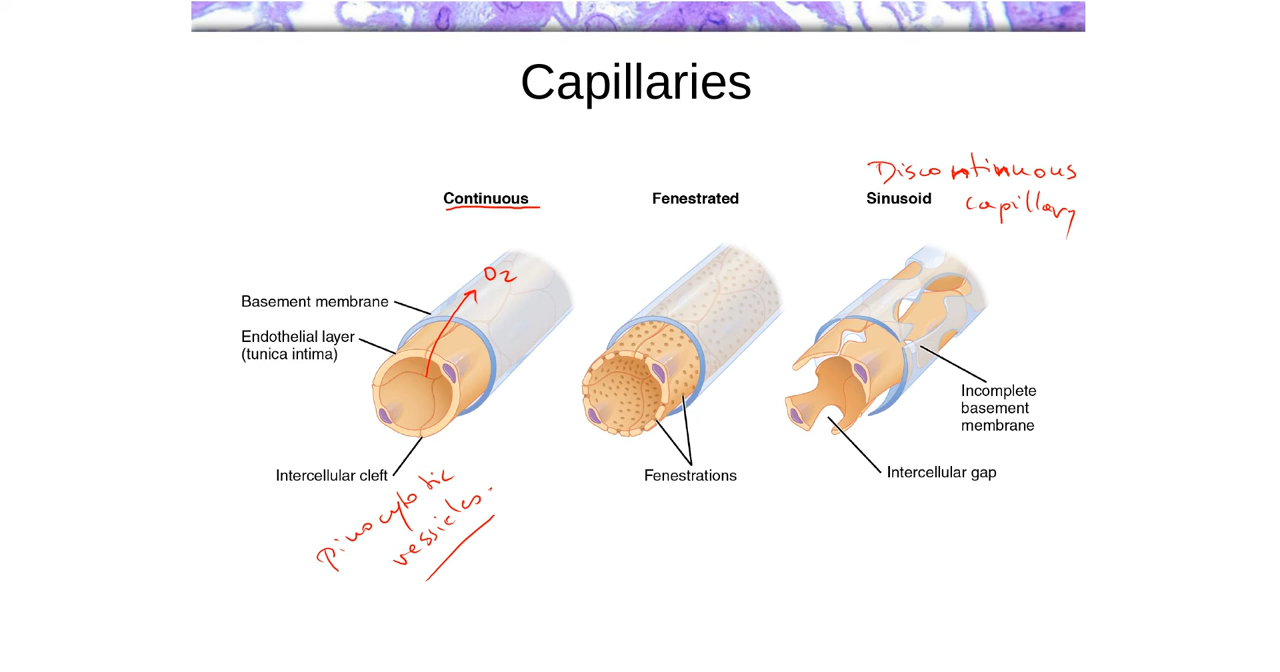 Capillaries
Discontinuous
capillary
Continuous
Fenestrated
Sinusoid
O2
Basement membrane
Endothelial layer
(tunica intima)
Incomplete
basement
membrane
Intercellular cleft
Fenestrations
Intercellular gap
pinocytotic
vessicles.